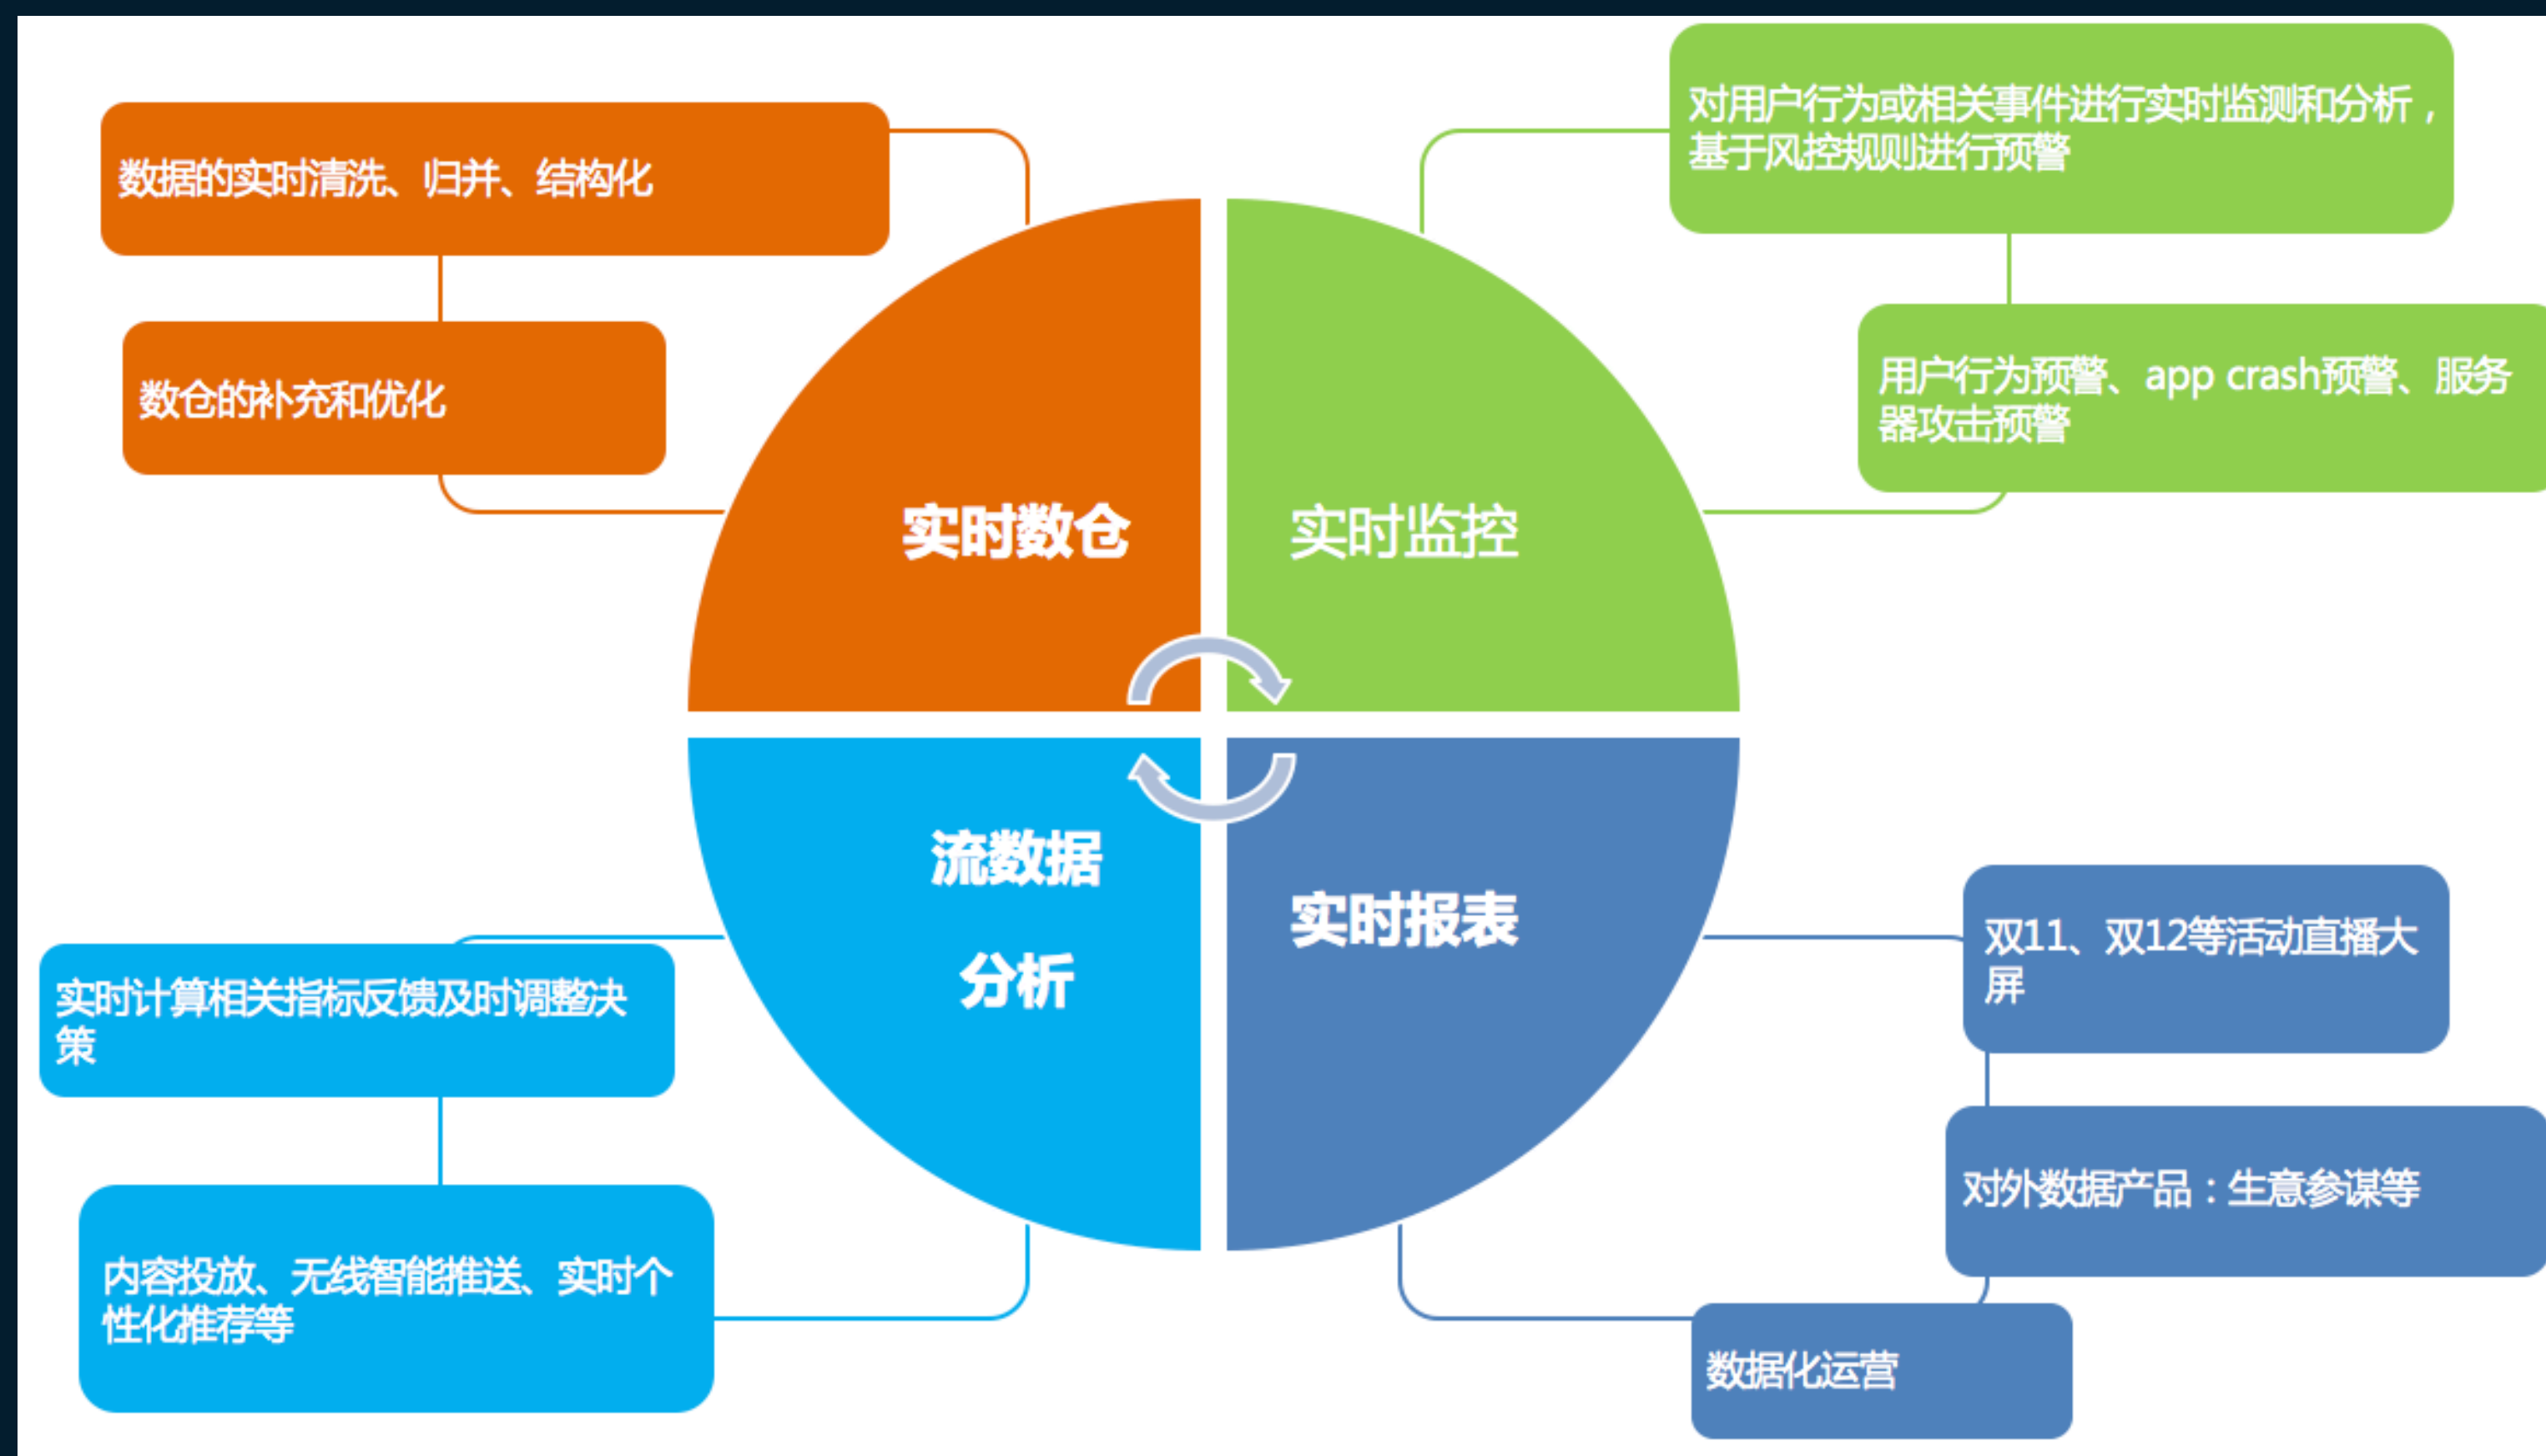 数据的实时清洗、归并、结构化
数仓的补充和优化
对用户行为或相关事件进行实时监测和分析，
基于风控规则进行预警
用户行为预警、app crash预警、服务
器攻击预警
实时数仓
实时监控
流数据
分析
实时报表
实时计算相关指标反馈及时调整决
策
内容投放、无线智能推送、实时个
性化推荐等
双11、双12等活动直播大
屏
对外数据产品：生意参谋等
数据化运营